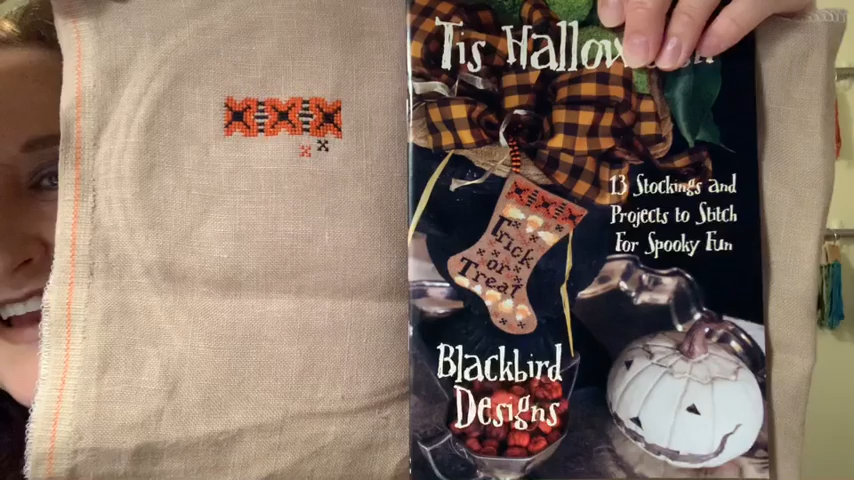 Tis Hallow
13 Stockings and
Projects to Stitch
For Spooky Fun
Trick
or
Treat
Blackbird
Designs